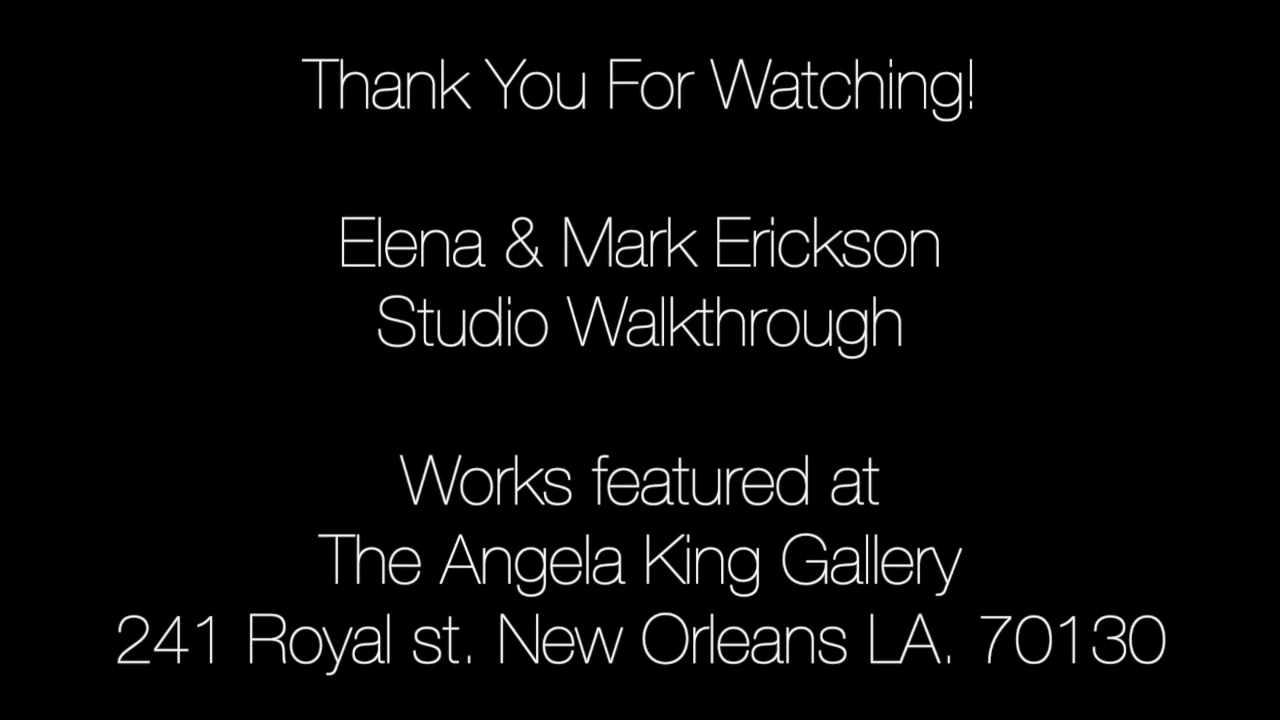 Thank You For Watching!
Elena & Mark Erickson
Studio Walkthrough
Works featured at
The Angela King Gallery
241 Royal st. New Orleans LA. 70130